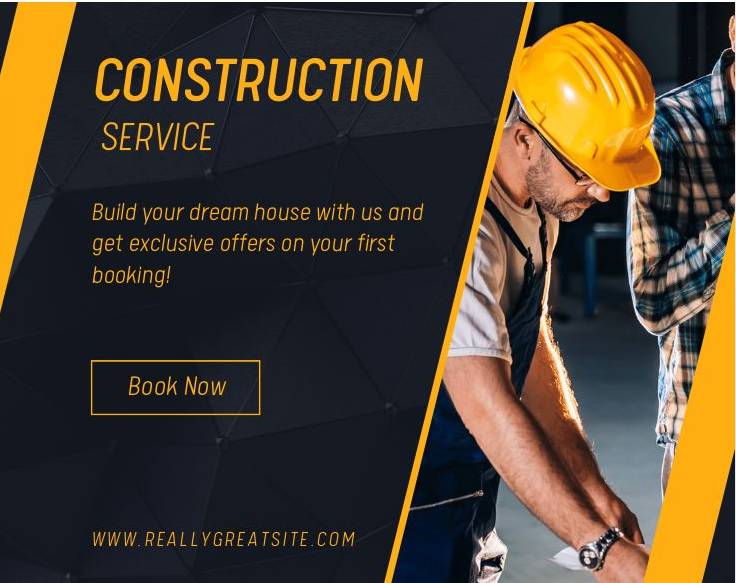 CONSTRUCTION
SERVICE
Build your dream house with us and
get exclusive offers on your first
booking!
Book Now
WWW.REALLYGREATSITE.COM